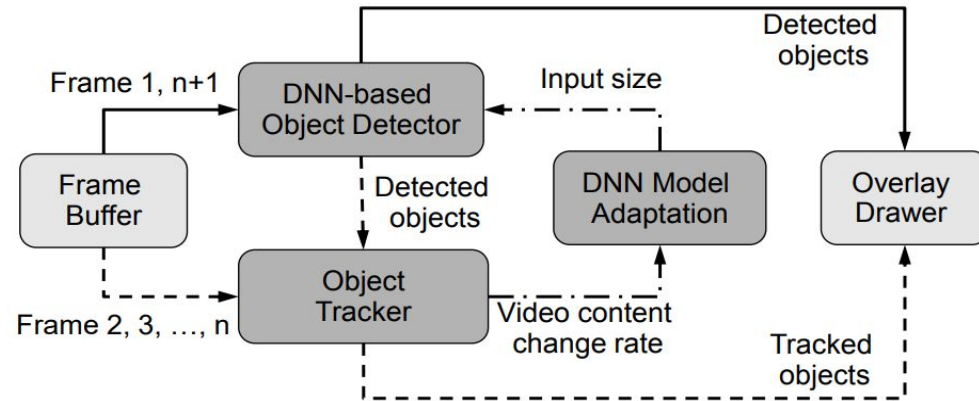 Detected
objects
Frame 1, n+1
DNN-based
Object Detector
Input size
Frame
Buffer
Detected
objects
DNN Model
Adaptation
Overlay
Drawer
Object
Tracker
Frame 2, 3, ..., n
Video content
change rate
Tracked
objects